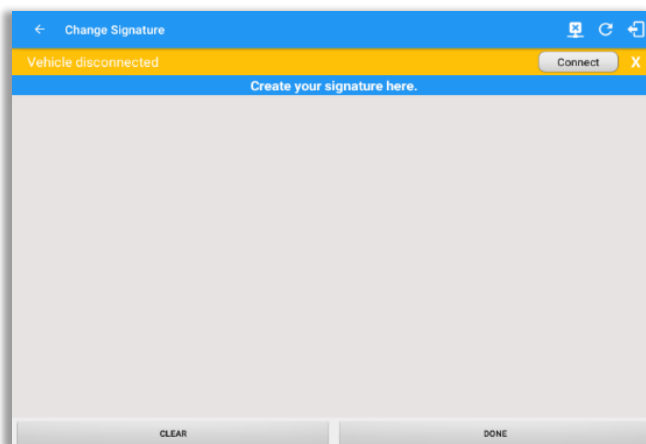 Change Signature
Vehicle disconnected Connect X
Create your signature here.
CLEAR DONE